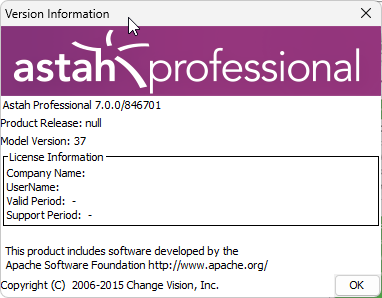 Version Information
astah professional
Astah Professional 7.0.0/846701
Product Release: null
Model Version: 37
License Information
Company Name:
UserName:
Valid Period:  -
Support Period:  -
This product includes software developed by the
Apache Software Foundation http://www.apache.org/
Copyright (C)  2006-2015 Change Vision, Inc.
OK